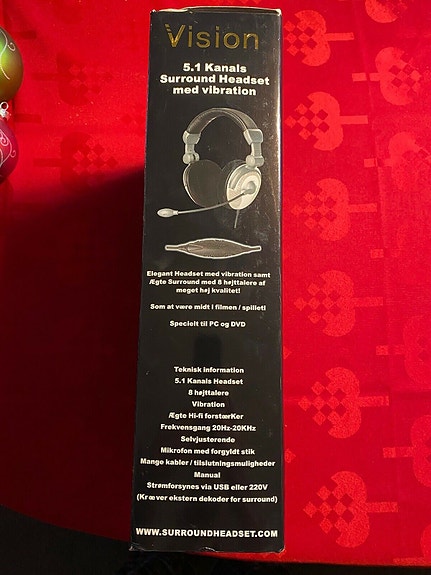 Vision
5.1 Kanals
Surround Headset
med vibration
Elegant Headset med vibration samt
Ægte Surround med 8 højttalere af
meget høj kvalitet!
Som at være midt i filmen / spillet!
Specielt til PC og DVD
Teknisk information
5.1 Kanals Headset
8 højttalere
Vibration
Ægte Hi-fi forstærKer
Frekvensgang 20Hz-20KHz
Selvjusterende
Mikrofon med forgyldt stik
Mange kabler / tilslutningsmuligheder
Manual
Strømforsynes via USB eller 220V
(Kræver ekstern dekoder for surround)
WWW.SURROUNDHEADSET.COM